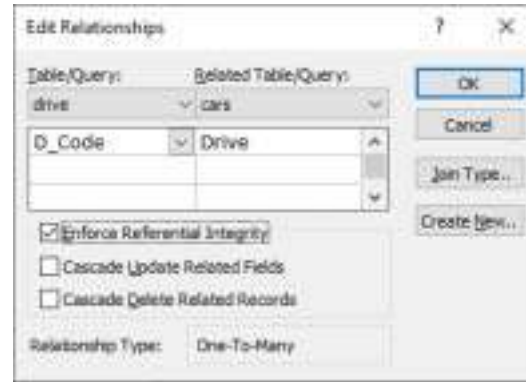 Edit Relationships ? ×
Table/Query: Related Table/Query:
drive cars
D_Code Drive
OK
Cancel
Join Type..
Create New..
Enforce Referential Integrity
Cascade Update Related Fields
Cascade Delete Related Records
Relationship Type: One-To-Many